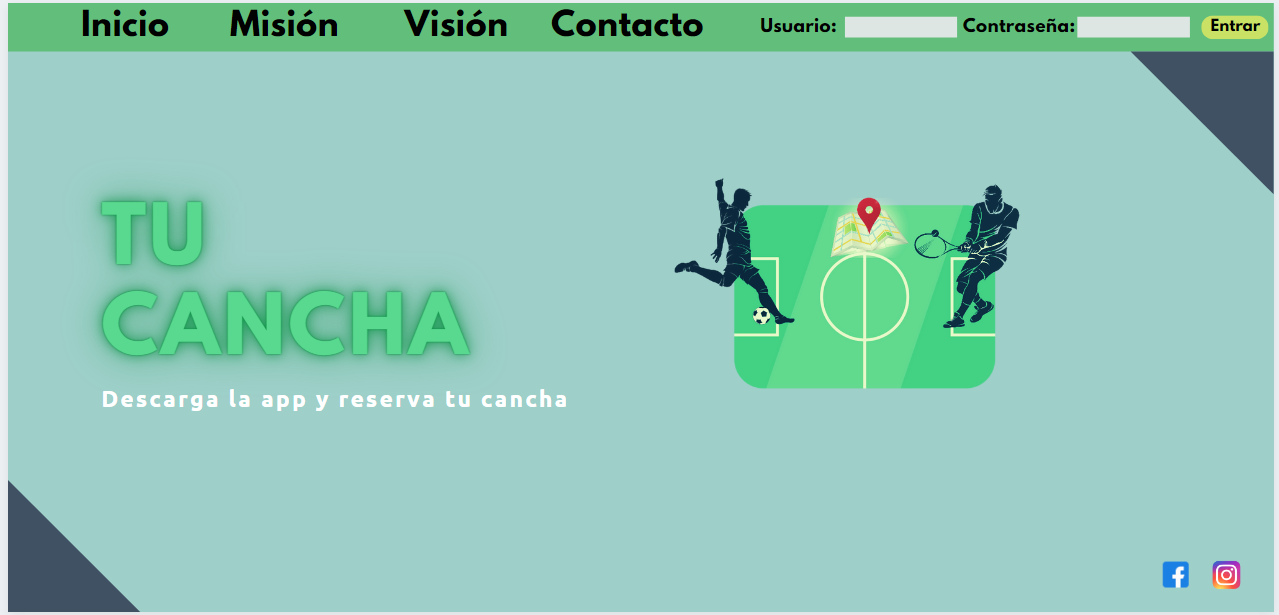 Inicio Misión Visión Contacto Usuario: Contraseña: Entrar
TU
CANCHA
Descarga la app y reserva tu cancha